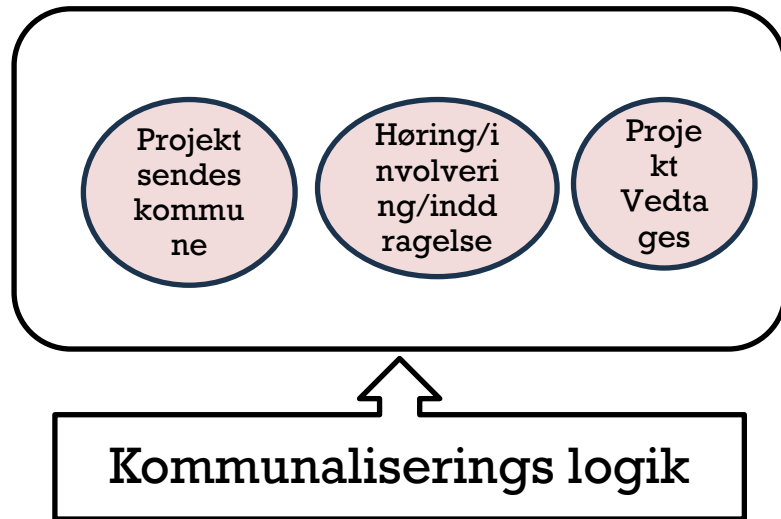 Projekt
sendes
kommu
ne
Høring/i
nvolveri
ng/indd
ragelse
Proje
kt
Vedta
ges
Kommunaliserings logik